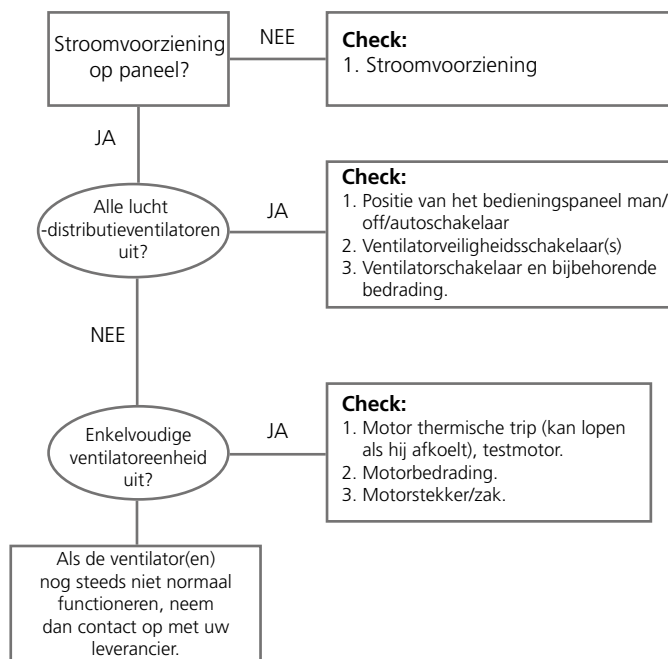 Stroomvoorziening
op paneel?
NEE
Check:
1. Stroomvoorziening
JA
Alle lucht
-distributieventilatoren
uit?
JA
Check:
1. Positie van het bedieningspaneel man/
off/autoschakelaar
2. Ventilatorveiligheidsschakelaar(s)
3. Ventilatorschakelaar en bijbehorende
bedrading.
NEE
Enkelvoudige
ventilatoreenheid
uit?
JA
Check:
1. Motor thermische trip (kan lopen
als hij afkoelt), testmotor.
2. Motorbedrading.
3. Motorstekker/zak.
Als de ventilator(en)
nog steeds niet normaal
functioneren, neem
dan contact op met uw
leverancier.